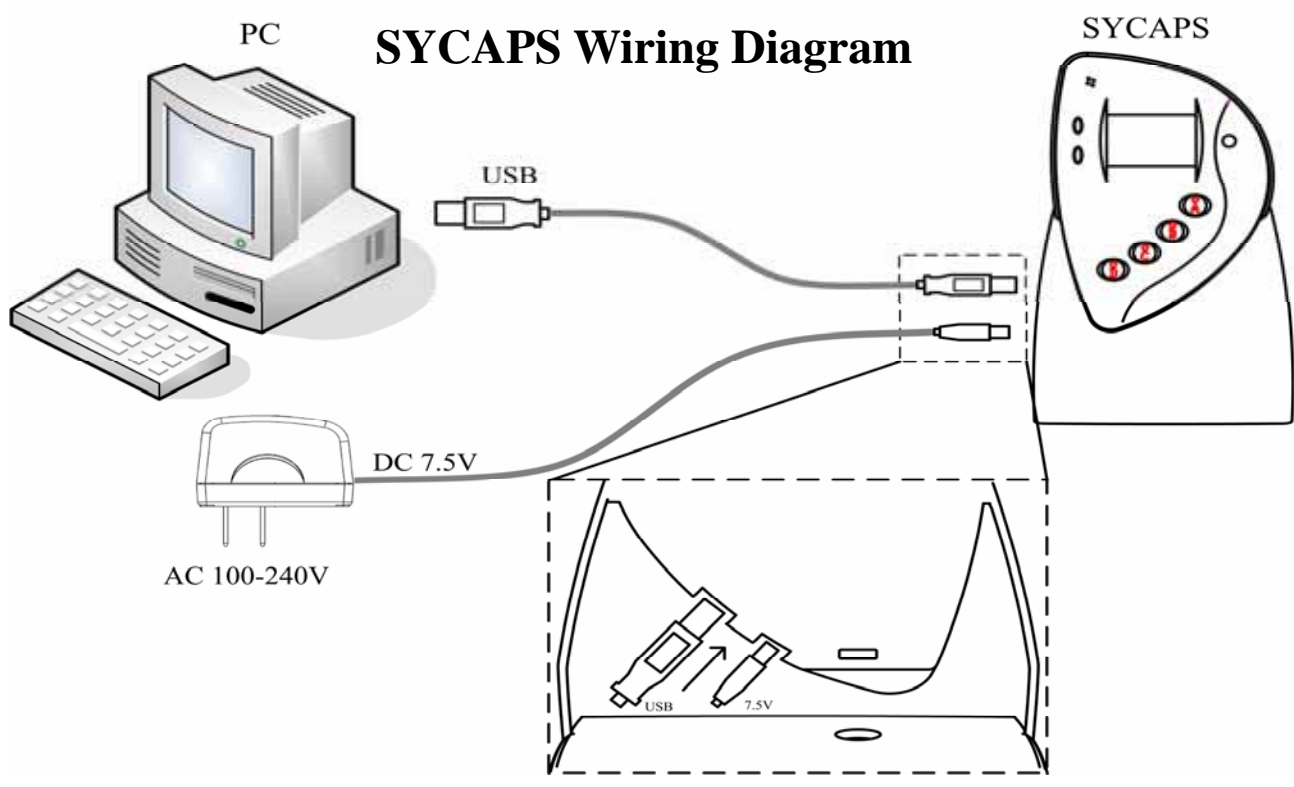 PC
SYCAPS Wiring Diagram
SYCAPS
USB
DC 7.5V
AC 100-240V
USB
7.5V